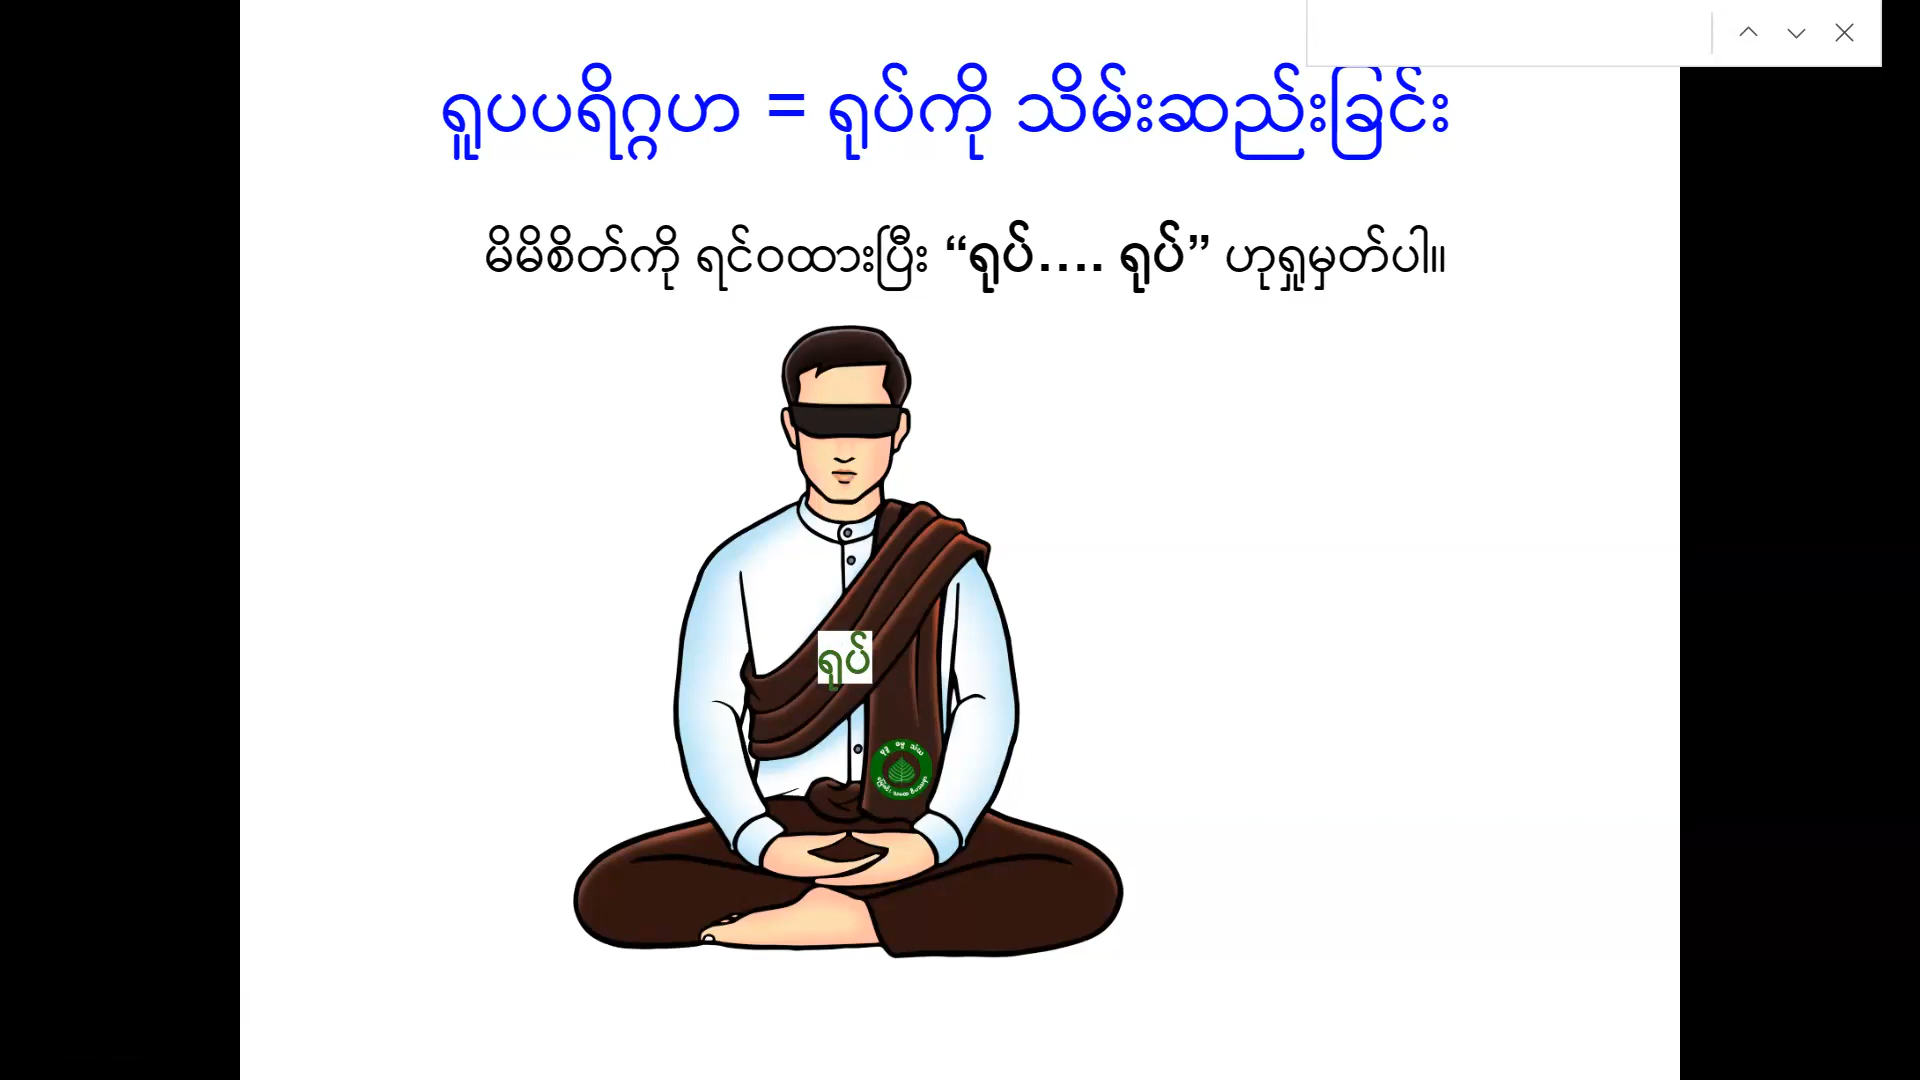 ရူပပရိဂ္ဂဟ = ရုပ်ကို သိမ်းဆည်းခြင်း
မိမိစိတ်ကို ရင်ဝထားပြီး “ရုပ်…. ရုပ်” ဟုရှုမှတ်ပါ။
ရုပ်